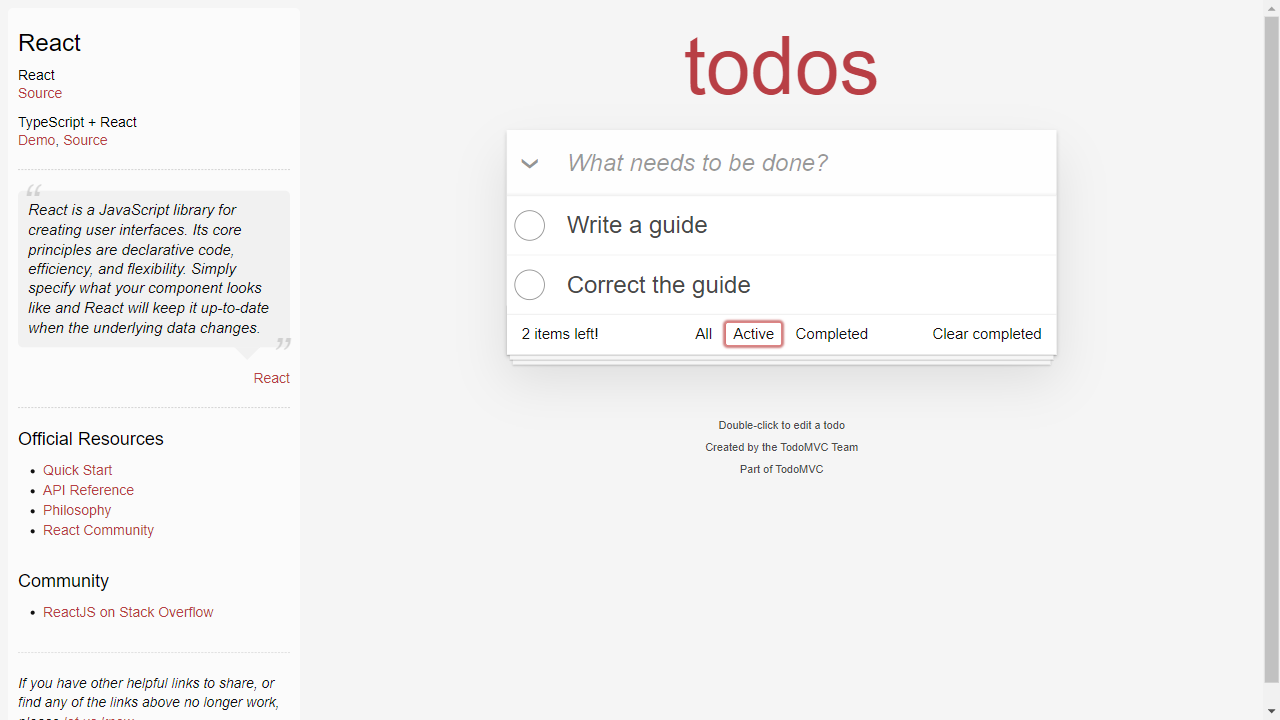 React
React
Source
TypeScript + React
Demo, Source
“
React is a JavaScript library for
creating user interfaces. Its core
principles are declarative code,
efficiency, and flexibility. Simply
specify what your component looks
like and React will keep it up-to-date
when the underlying data changes.
”
React
Official Resources
• Quick Start
• API Reference
• Philosophy
• React Community
Community
• ReactJS on Stack Overflow
If you have other helpful links to share, or
find any of the links above no longer work,
please let us know.
todos
What needs to be done?
Write a guide
Correct the guide
2 items left! All Active Completed Clear completed
Double-click to edit a todo
Created by the TodoMVC Team
Part of TodoMVC